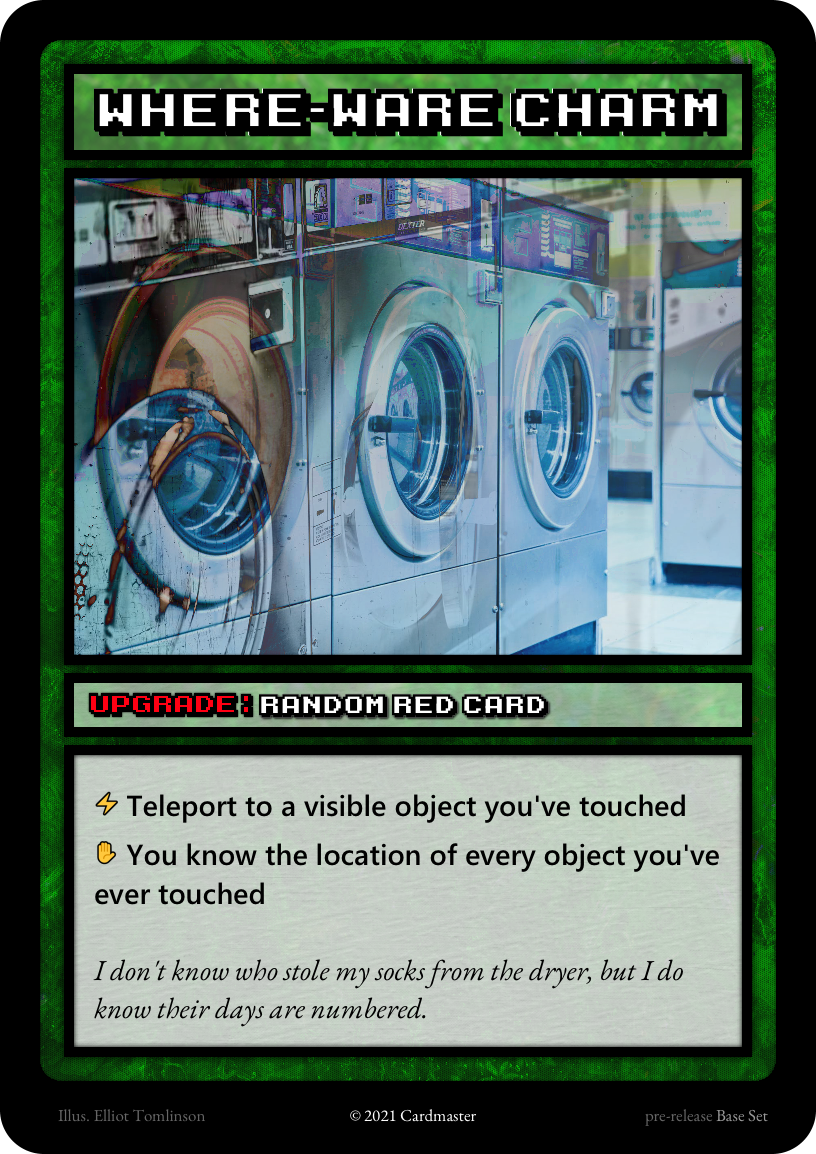 WHERE-WARE CHARM
DEXTER
UPGRADE: RANDOM RED CARD
⚡ Teleport to a visible object you've touched
✋ You know the location of every object you've
ever touched
I don't know who stole my socks from the dryer, but I do
know their days are numbered.
Illus. Elliot Tomlinson
© 2021 Cardmaster
pre-release Base Set